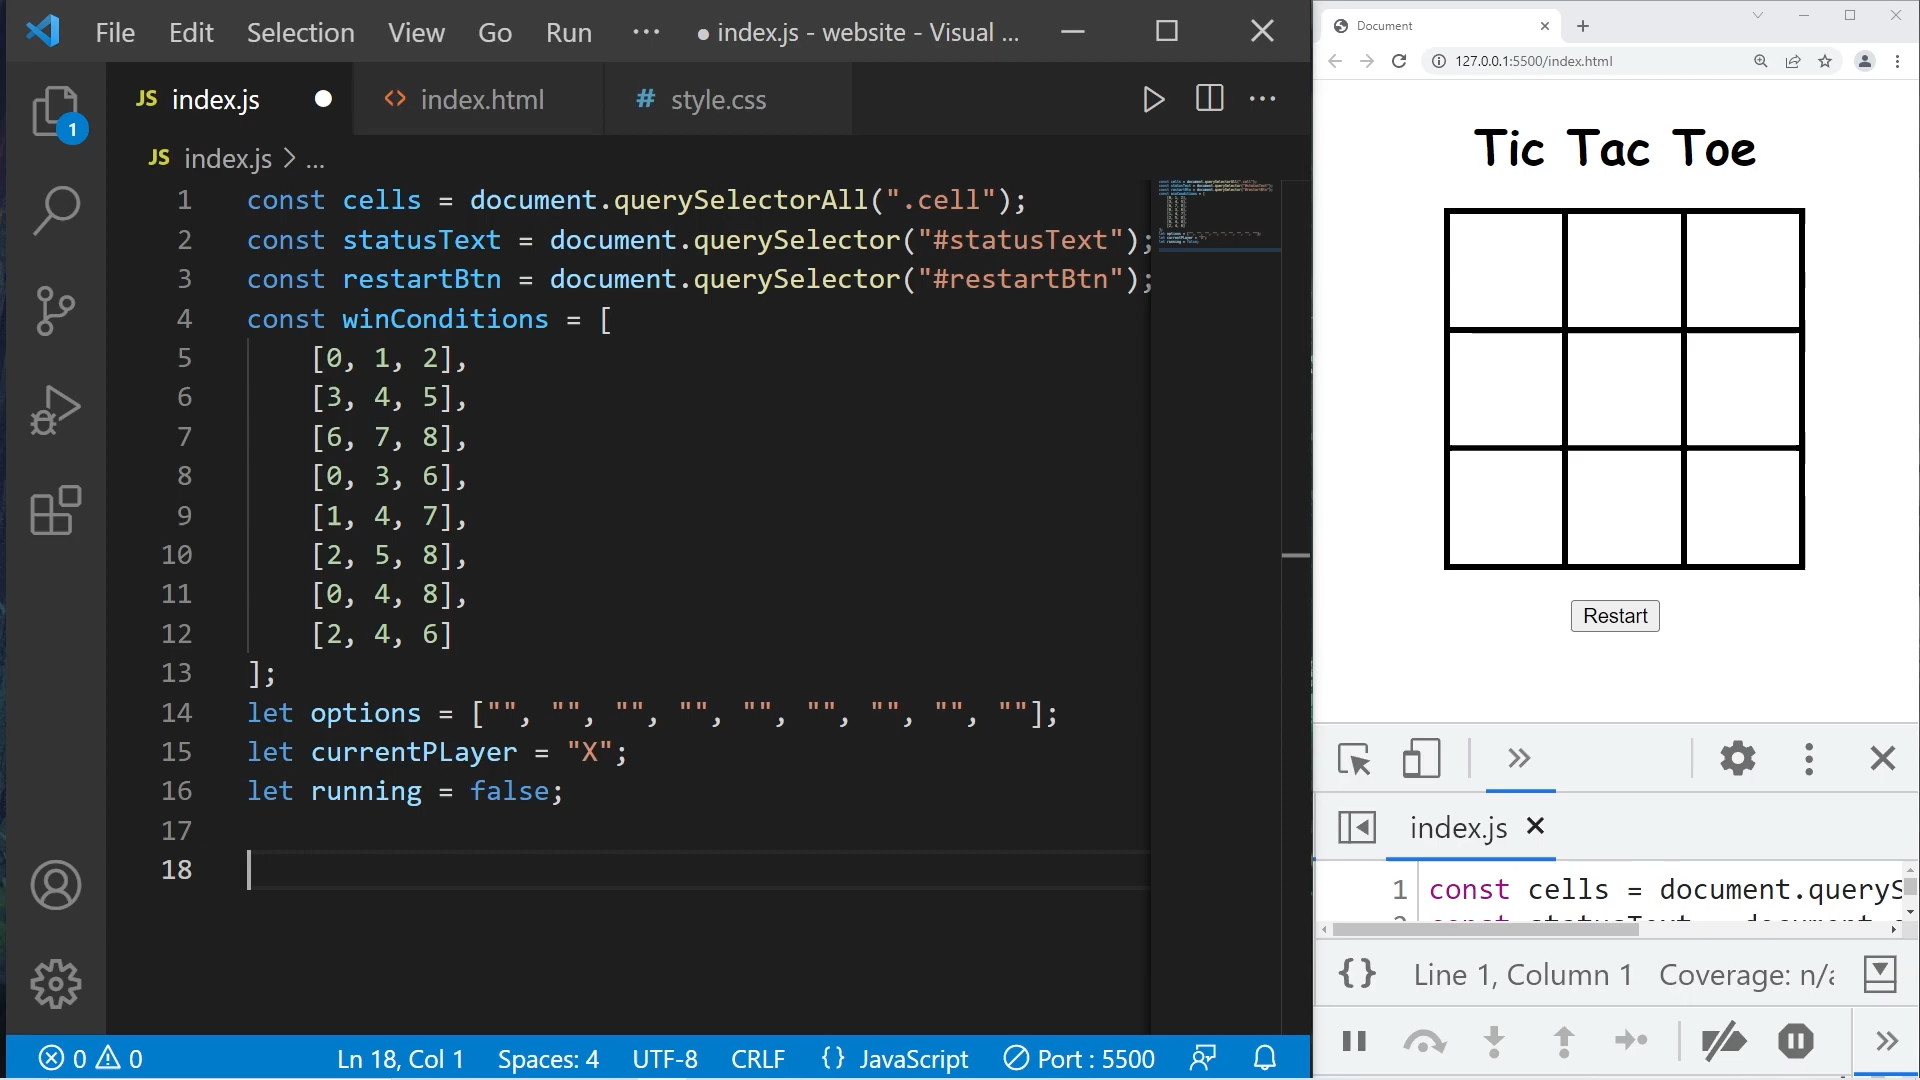 File Edit Selection View Go Run ··· ● index.js - website - Visual ...
1
JS index.js ● <> index.html # style.css
JS index.js > ...
1 const cells = document.querySelectorAll(".cell");
2 const statusText = document.querySelector("#statusText");
3 const restartBtn = document.querySelector("#restartBtn");
4 const winConditions = [
5 [0, 1, 2],
6 [3, 4, 5],
7 [6, 7, 8],
8 [0, 3, 6],
9 [1, 4, 7],
10 [2, 5, 8],
11 [0, 4, 8],
12 [2, 4, 6]
13 ];
14 let options = ["", "", "", "", "", "", "", "", ""];
15 let currentPLayer = "X";
16 let running = false;
17
18
0 0 Ln 18, Col 1 Spaces: 4 UTF-8 CRLF {} JavaScript Port : 5500
Document
127.0.0.1:5500/index.html
Tic Tac Toe
Restart
index.js
1 const cells = document.queryS
{} Line 1, Column 1 Coverage: n/a